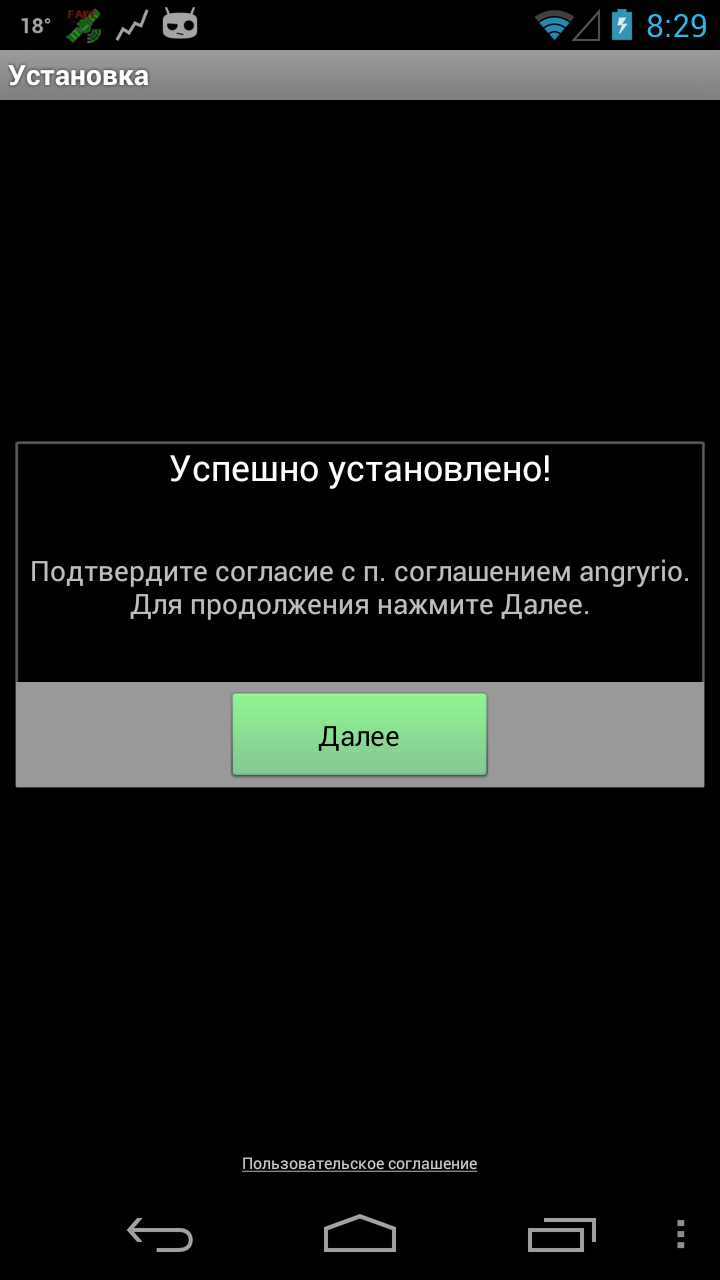 18°
FAKE
8:29
Установка
Успешно установлено!
Подтвердите согласие с п. соглашением angryrio.
Для продолжения нажмите Далее.
Далее
Пользовательское соглашение